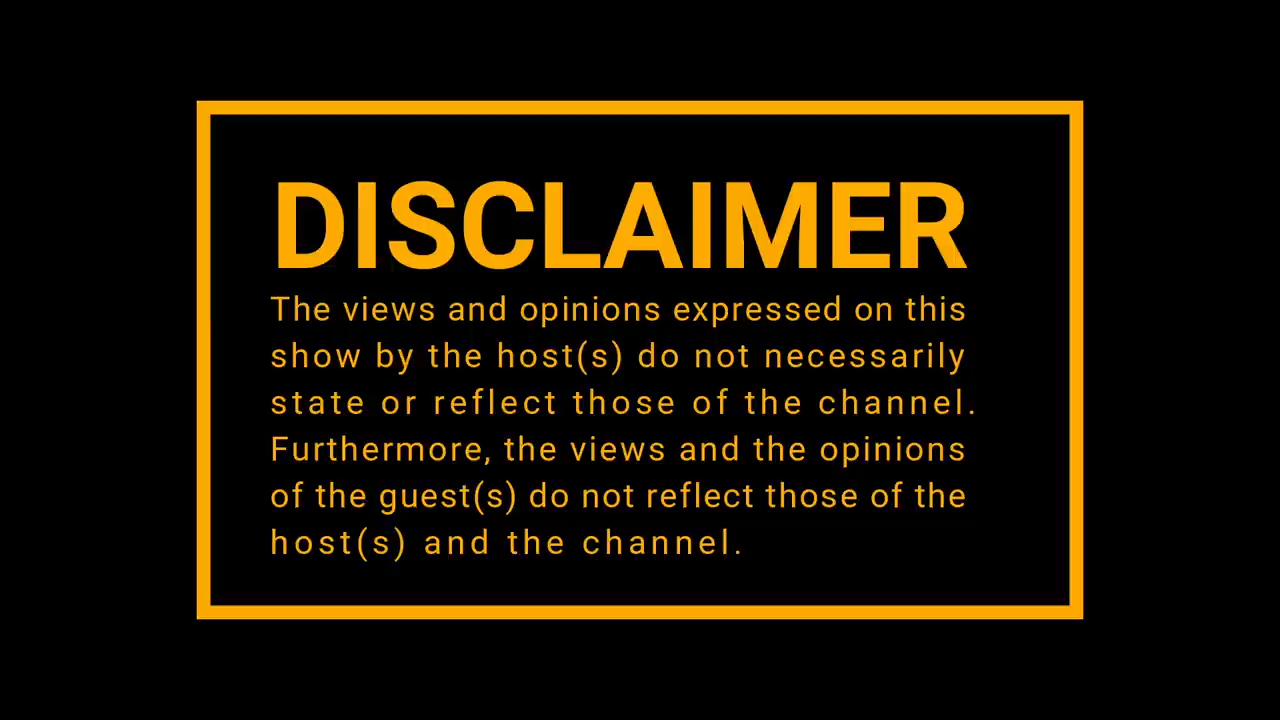 DISCLAIMER
The views and opinions expressed on this
show by the host(s) do not necessarily
state or reflect those of the channel.
Furthermore, the views and the opinions
of the guest(s) do not reflect those of the
host(s) and the channel.